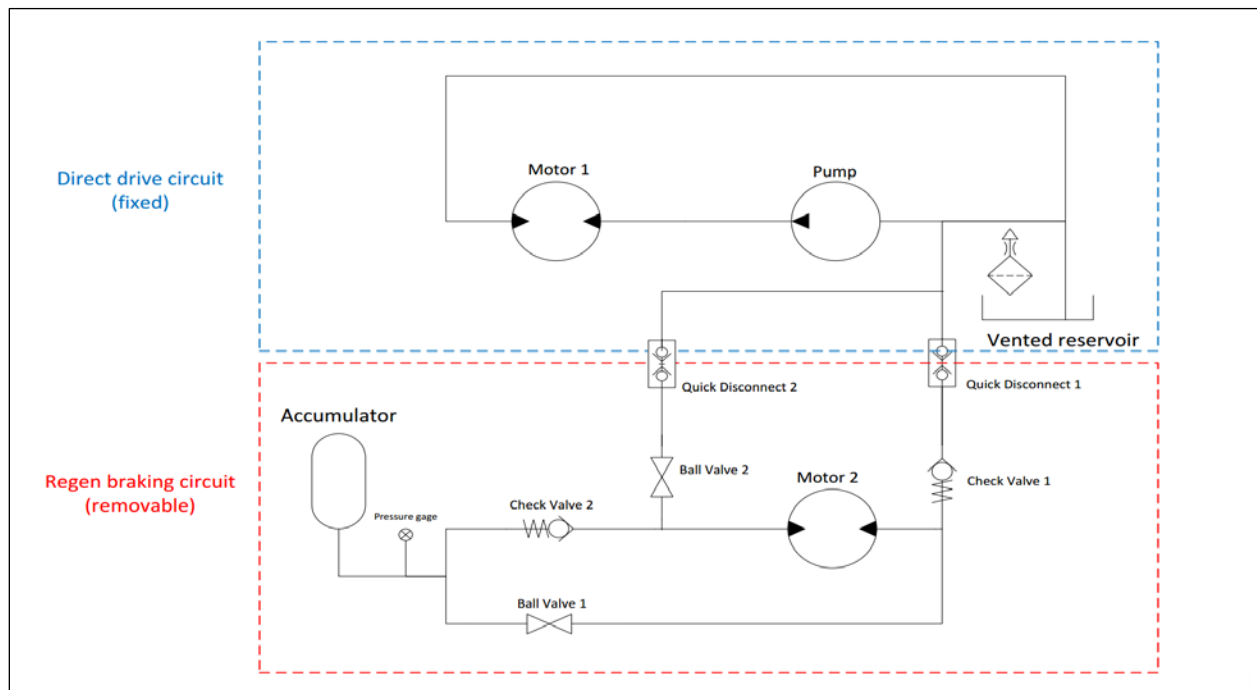 Motor 1
Pump
Direct drive circuit
(fixed)
Vented reservoir
Quick Disconnect 2
Quick Disconnect 1
Accumulator
Regen braking circuit
(removable)
Ball Valve 2
Motor 2
Check Valve 1
Check Valve 2
Pressure gage
Ball Valve 1